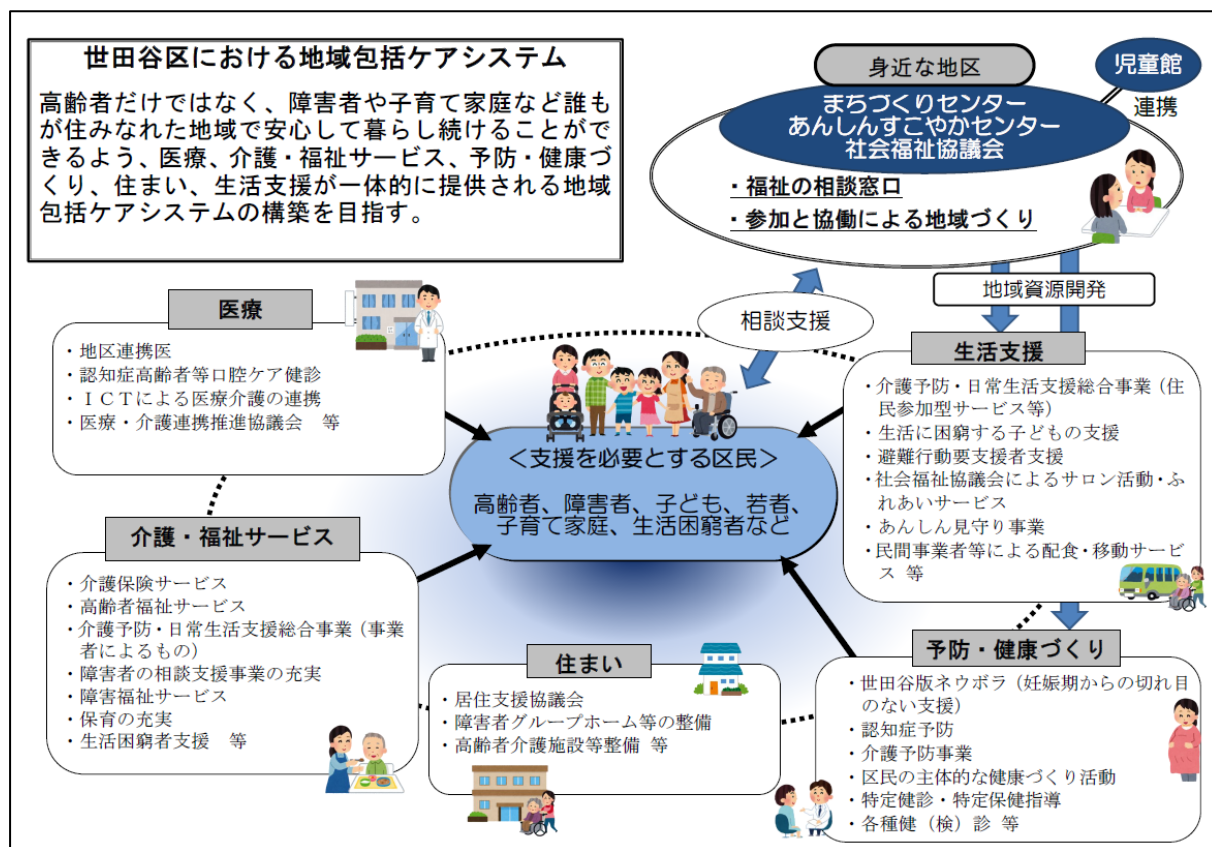 世田谷区における地域包括ケアシステム
高齢者だけではなく、障害者や子育て家庭など誰も
が住みなれた地域で安心して暮らし続けることがで
きるよう、医療、介護・福祉サービス、予防・健康づ
くり、住まい、生活支援が一体的に提供される地域
包括ケアシステムの構築を目指す。
身近な地区
児童館
連携
まちづくりセンター
あんしんすこやかセンター
社会福祉協議会
・福祉の相談窓口
・参加と協働による地域づくり
地域資源開発
相談支援
医療
・地区連携医
・認知症高齢者等口腔ケア健診
・ＩＣＴによる医療介護の連携
・医療・介護連携推進協議会　等
＜支援を必要とする区民＞
高齢者、障害者、子ども、若者、
子育て家庭、生活困窮者など
生活支援
・介護予防・日常生活支援総合事業（住
民参加型サービス等）
・生活に困窮する子どもの支援
・避難行動要支援者支援
・社会福祉協議会によるサロン活動・ふ
れあいサービス
・あんしん見守り事業
・民間事業者等による配食・移動サービ
ス 等
介護・福祉サービス
・介護保険サービス
・高齢者福祉サービス
・介護予防・日常生活支援総合事業（事業
者によるもの）
・障害者の相談支援事業の充実
・障害福祉サービス
・保育の充実
・生活困窮者支援　等
住まい
・居住支援協議会
・障害者グループホーム等の整備
・高齢者介護施設等整備 等
予防・健康づくり
・世田谷版ネウボラ（妊娠期からの切れ目
のない支援）
・認知症予防
・介護予防事業
・区民の主体的な健康づくり活動
・特定健診・特定保健指導
・各種健（検）診 等